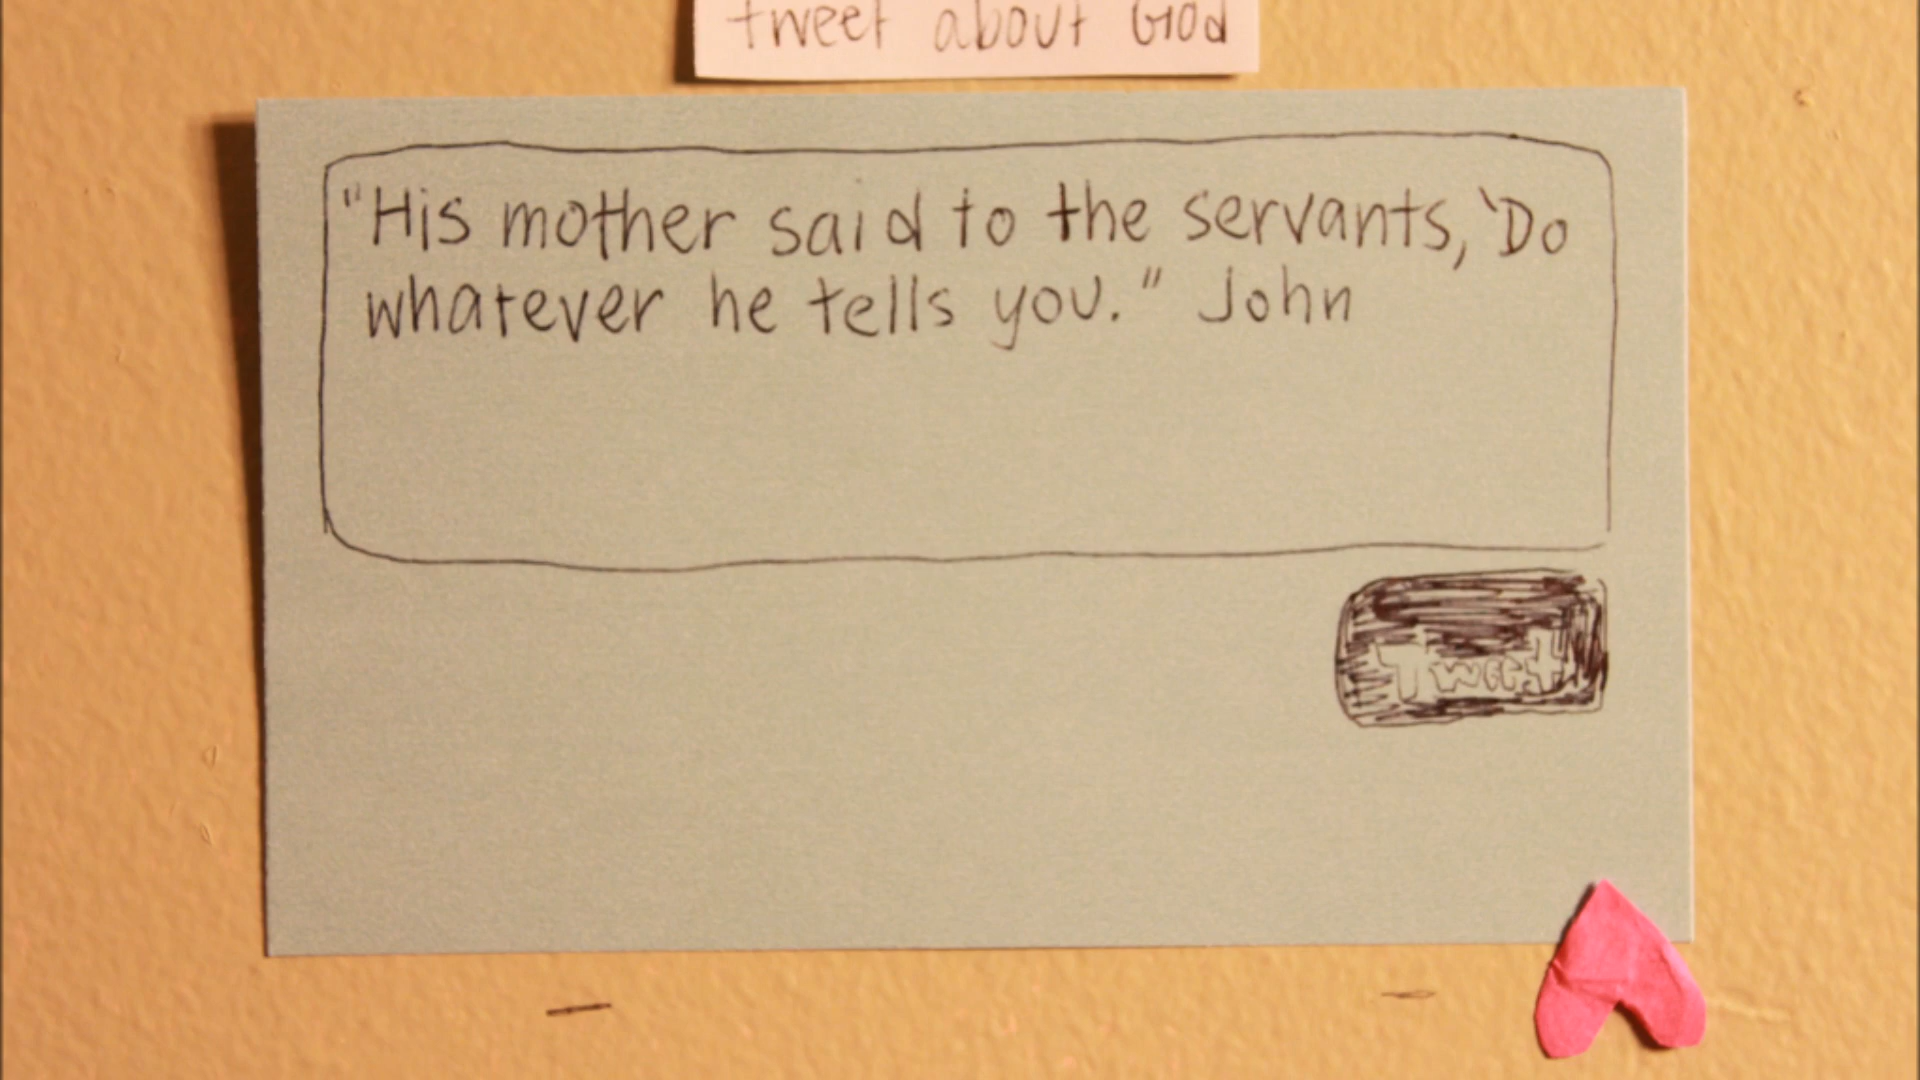 tweet about God
"His mother said to the servants, 'Do
whatever he tells you." John
Tweet